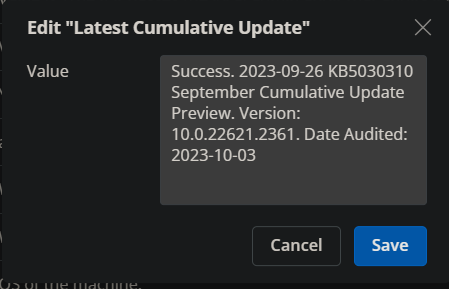 Edit "Latest Cumulative Update"
Value
Success. 2023-09-26 KB5030310
September Cumulative Update
Preview. Version:
10.0.22621.2361. Date Audited:
2023-10-03
Cancel
Save
OS of the machine.